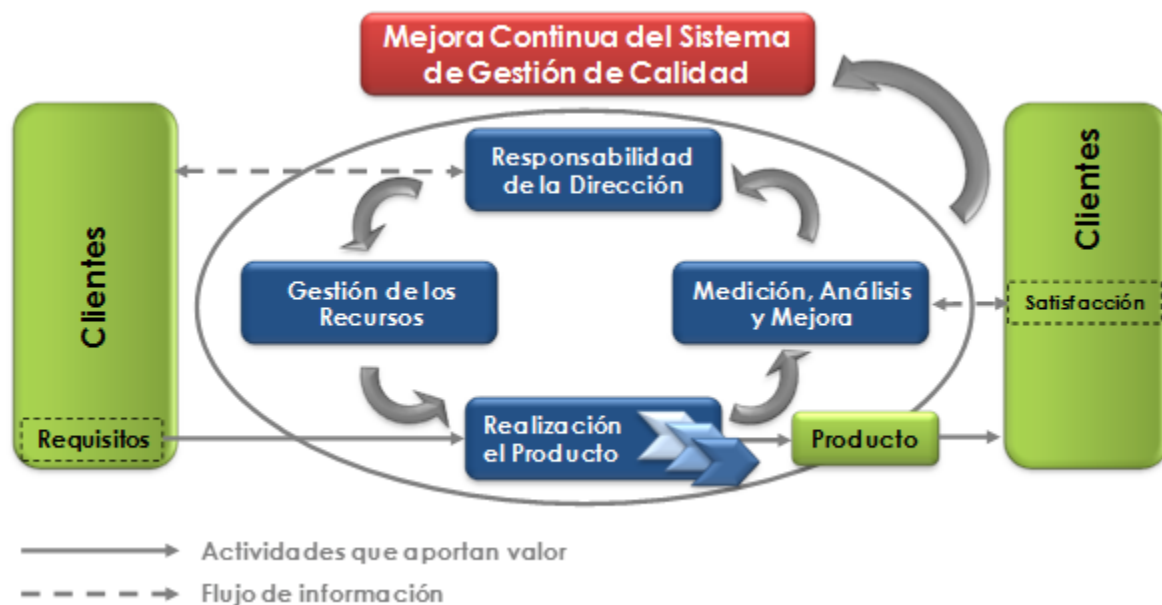 Mejora Continua del Sistema
de Gestión de Calidad
Clientes
Requisitos
Responsabilidad
de la Dirección
Gestión de los
Recursos
Medición, Análisis
y Mejora
Realización
el Producto
Producto
Clientes
Satisfacción
Actividades que aportan valor
Flujo de información